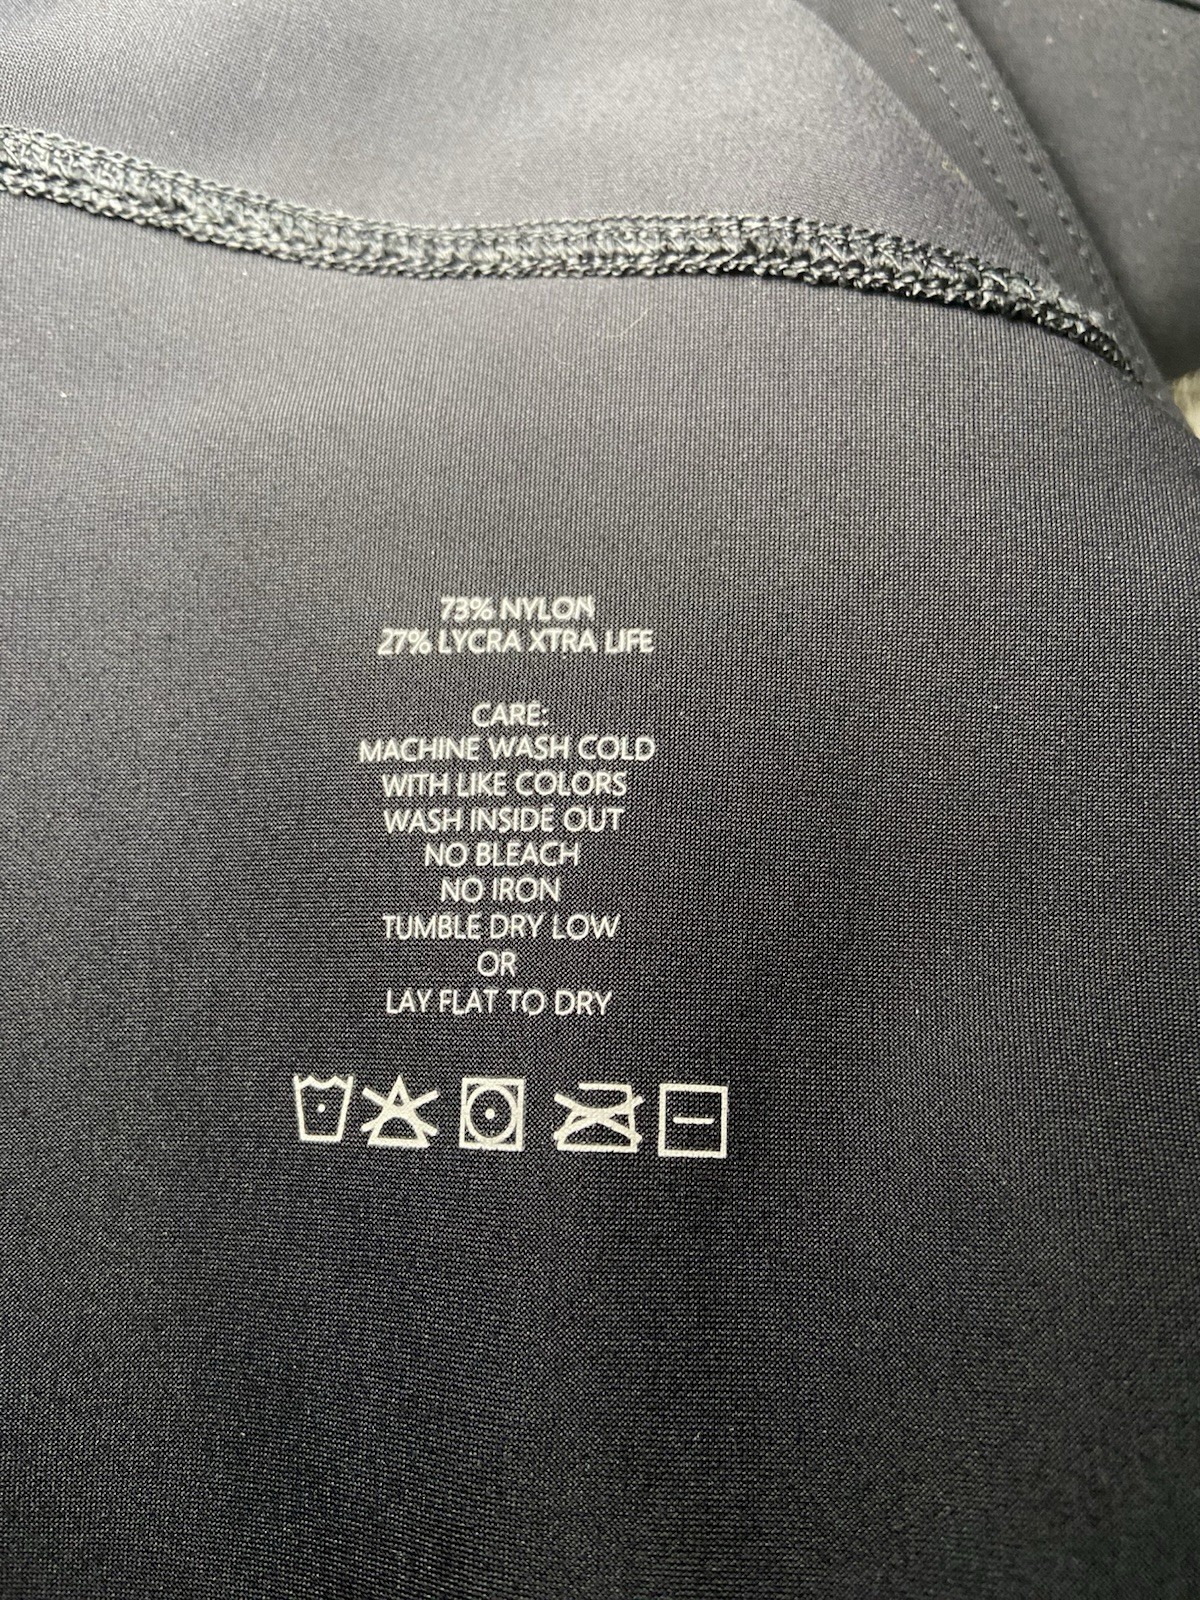 73% NYLON
27% LYCRA XTRA LIFE
CARE:
MACHINE WASH COLD
WITH LIKE COLORS
WASH INSIDE OUT
NO BLEACH
NO IRON
TUMBLE DRY LOW
OR
LAY FLAT TO DRY